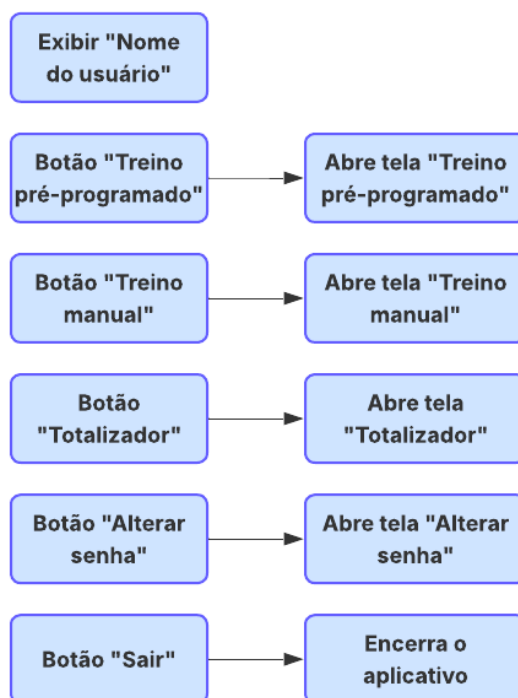 Exibir "Nome
do usuário"
Botão "Treino
pré-programado"
Abre tela "Treino
pré-programado"
Botão "Treino
manual"
Abre tela "Treino
manual"
Botão
"Totalizador"
Abre tela
"Totalizador"
Botão "Alterar
senha"
Abre tela "Alterar
senha"
Botão "Sair"
Encerra o
aplicativo